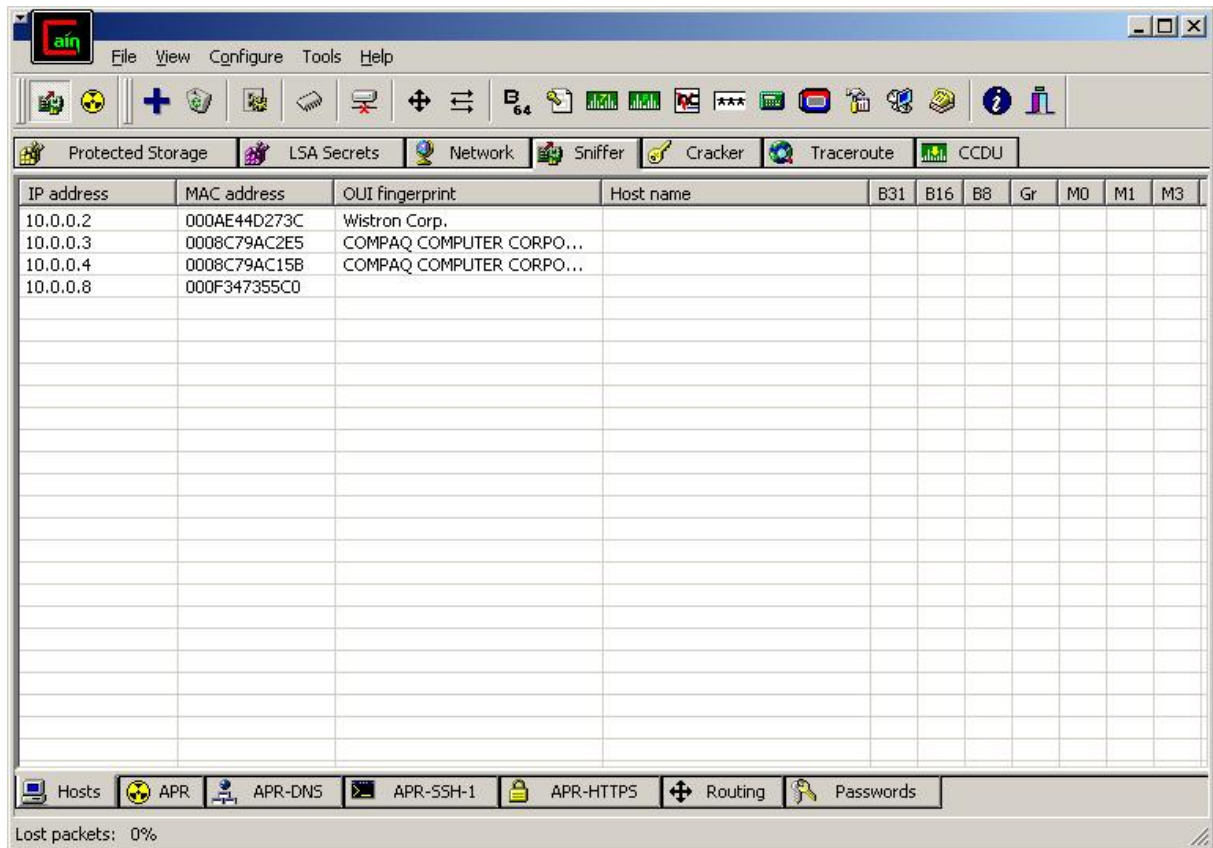 Cain
File View Configure Tools Help
B64
Protected Storage LSA Secrets Network Sniffer Cracker Traceroute CCDU
IP address MAC address OUI fingerprint Host name B31 B16 B8 Gr M0 M1 M3
10.0.0.2 000AE44D273C Wistron Corp.
10.0.0.3 0008C79AC2E5 COMPAQ COMPUTER CORPO...
10.0.0.4 0008C79AC15B COMPAQ COMPUTER CORPO...
10.0.0.8 000F347355C0
Hosts APR APR-DNS APR-SSH-1 APR-HTTPS Routing Passwords
Lost packets: 0%